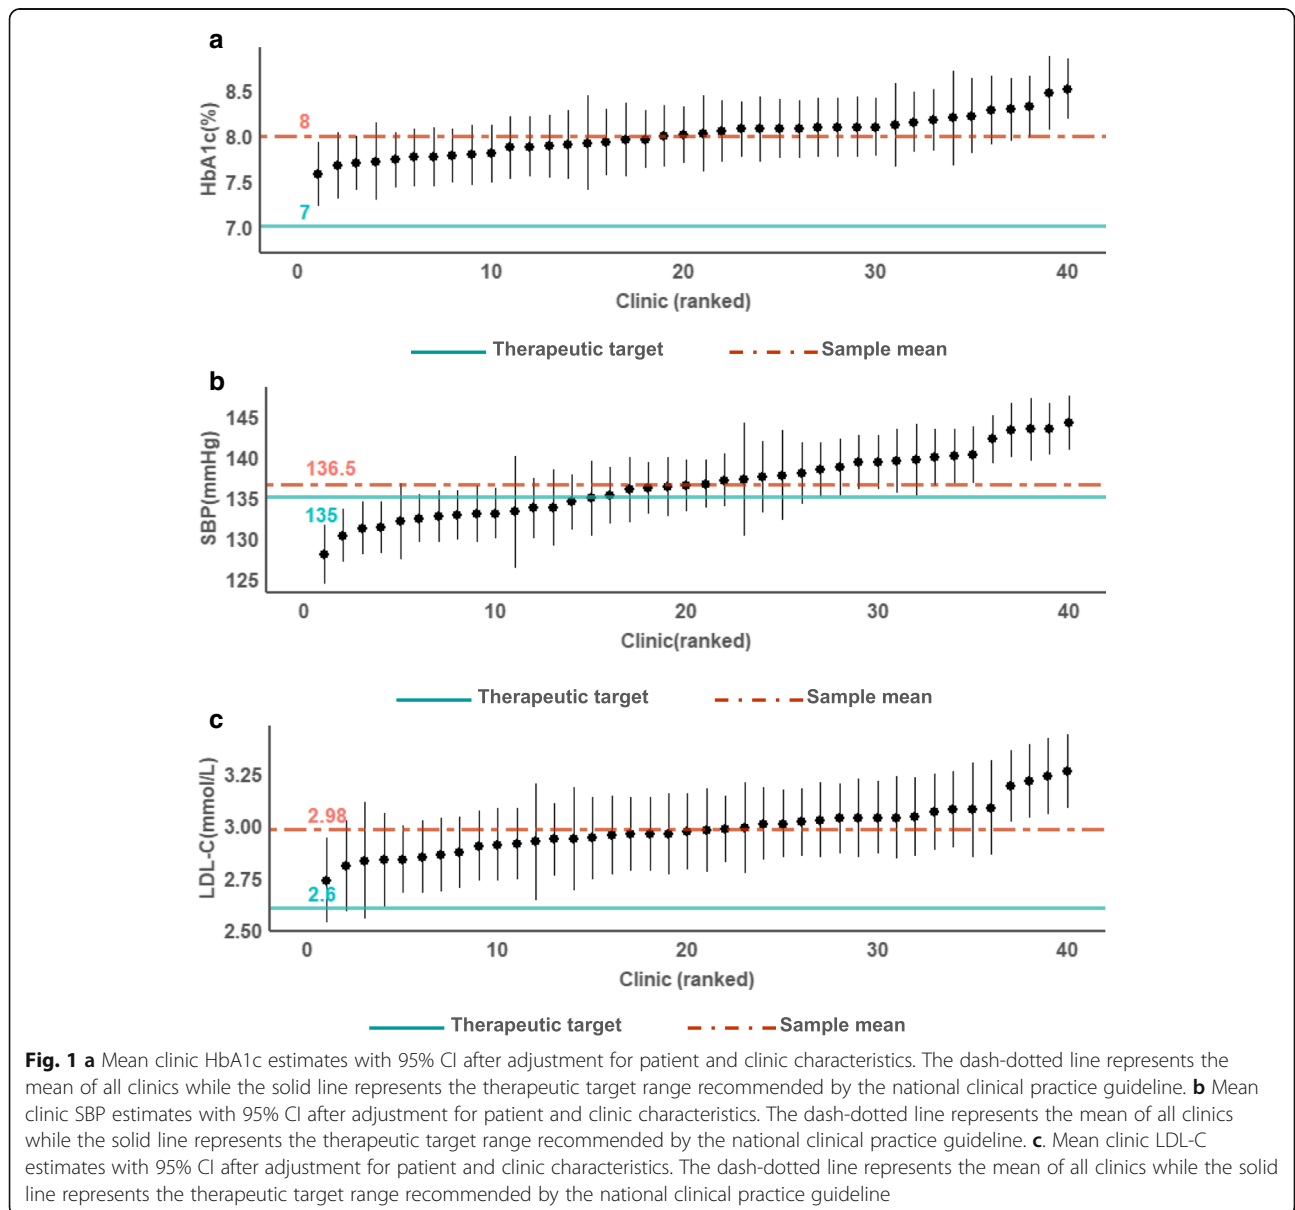 a
HbA1c(%)
8.5
8.0
7.5
7.0
8
7
0 10 20 30 40
Clinic (ranked)
Therapeutic target Sample mean
b
SBP(mmHg)
145
140
135
130
125
136.5
135
0 10 20 30 40
Clinic(ranked)
Therapeutic target Sample mean
c
LDL-C(mmol/L)
3.25
3.00
2.75
2.50
2.98
2.6
0 10 20 30 40
Clinic (ranked)
Therapeutic target Sample mean
Fig. 1 a Mean clinic HbA1c estimates with 95% CI after adjustment for patient and clinic characteristics. The dash-dotted line represents the
mean of all clinics while the solid line represents the therapeutic target range recommended by the national clinical practice guideline. b Mean
clinic SBP estimates with 95% CI after adjustment for patient and clinic characteristics. The dash-dotted line represents the mean of all clinics
while the solid line represents the therapeutic target range recommended by the national clinical practice guideline. c. Mean clinic LDL-C
estimates with 95% CI after adjustment for patient and clinic characteristics. The dash-dotted line represents the mean of all clinics while the solid
line represents the therapeutic target range recommended by the national clinical practice guideline